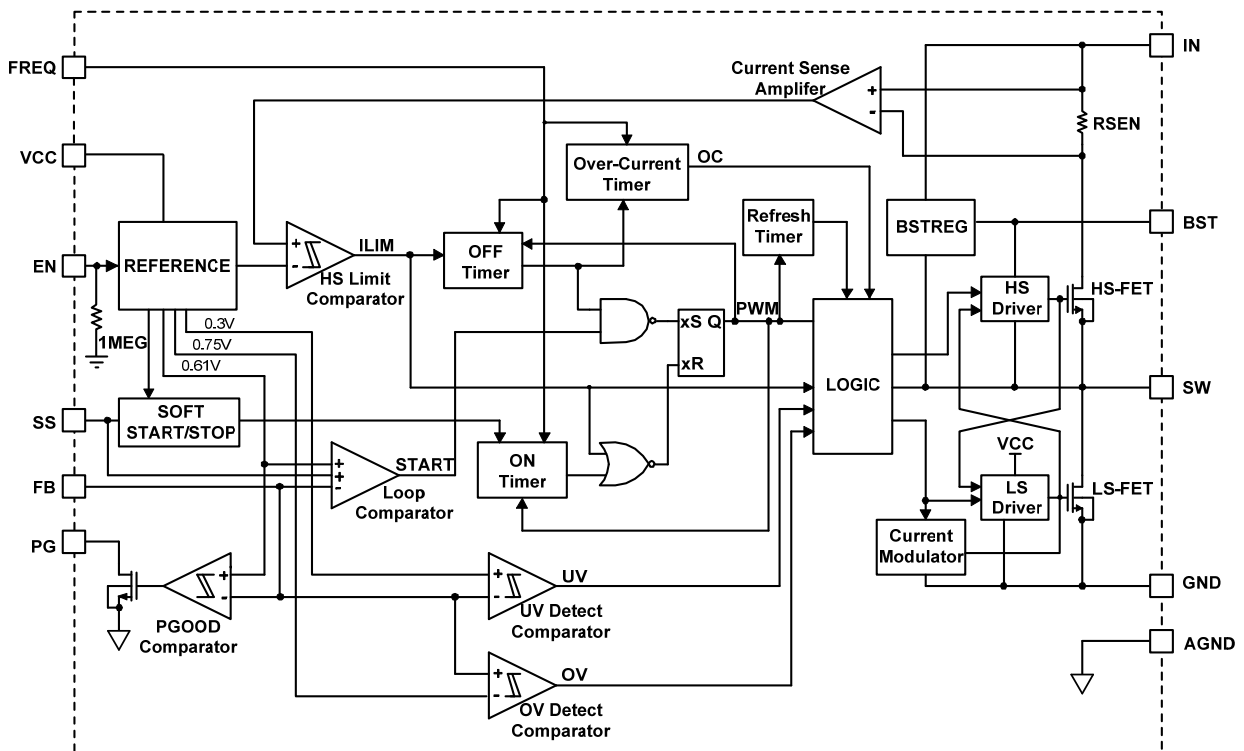 IN
FREQ
Current Sense
Amplifer
+
-
RSEN
VCC
Over-Current
Timer
OC
Refresh
Timer
BSTREG
BST
EN
REFERENCE
+
-
ILIM
HS Limit
Comparator
OFF
Timer
HS
Driver
HS-FET
1MEG
0.3V
0.75V
0.61V
xS Q
xR
PWM
LOGIC
SW
SS
SOFT
START/STOP
+
+
-
START
Loop
Comparator
ON
Timer
VCC
LS
Driver
LS-FET
FB
PG
Current
Modulator
+
-
PGOOD
Comparator
+
-
UV
UV Detect
Comparator
GND
+
-
OV
OV Detect
Comparator
AGND